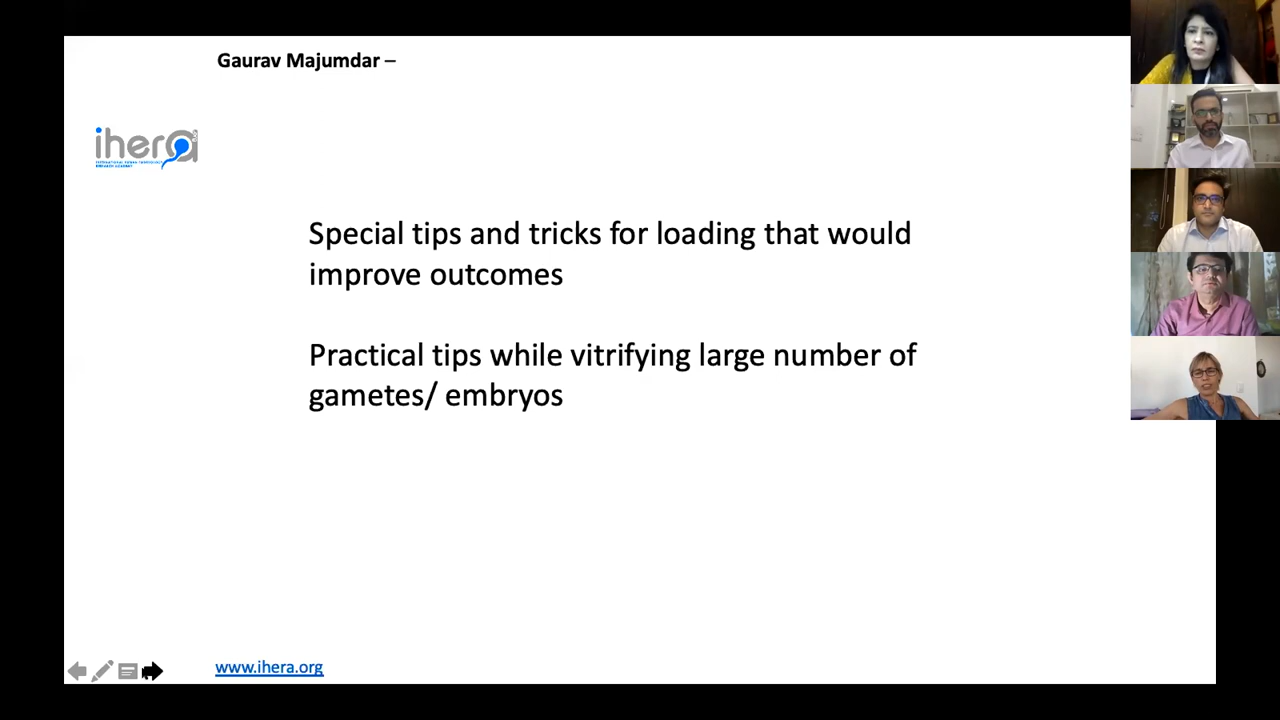 Gaurav Majumdar –
ihera
Special tips and tricks for loading that would
improve outcomes
Practical tips while vitrifying large number of
gametes/ embryos
www.ihera.org